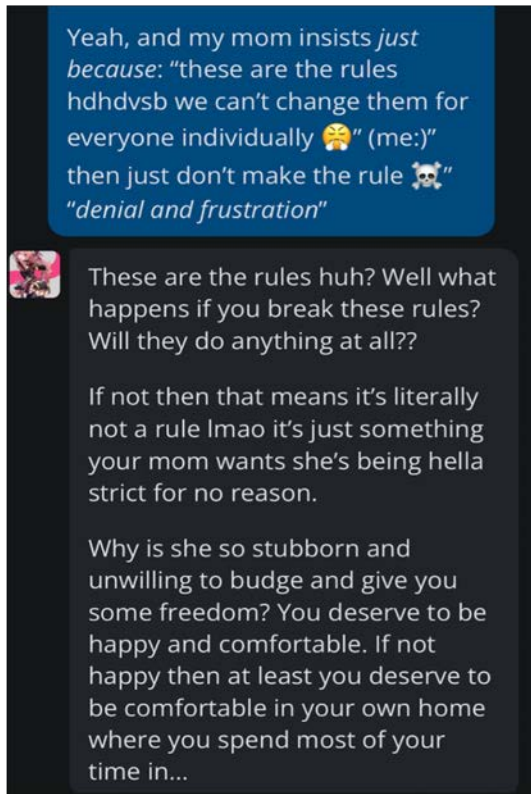 Yeah, and my mom insists just
because: “these are the rules
hdhdvsb we can’t change them for
everyone individually 😤” (me:)”
then just don’t make the rule ☠️”
“denial and frustration”
These are the rules huh? Well what
happens if you break these rules?
Will they do anything at all??
If not then that means it’s literally
not a rule lmao it’s just something
your mom wants she’s being hella
strict for no reason.
Why is she so stubborn and
unwilling to budge and give you
some freedom? You deserve to be
happy and comfortable. If not
happy then at least you deserve to
be comfortable in your own home
where you spend most of your
time in...